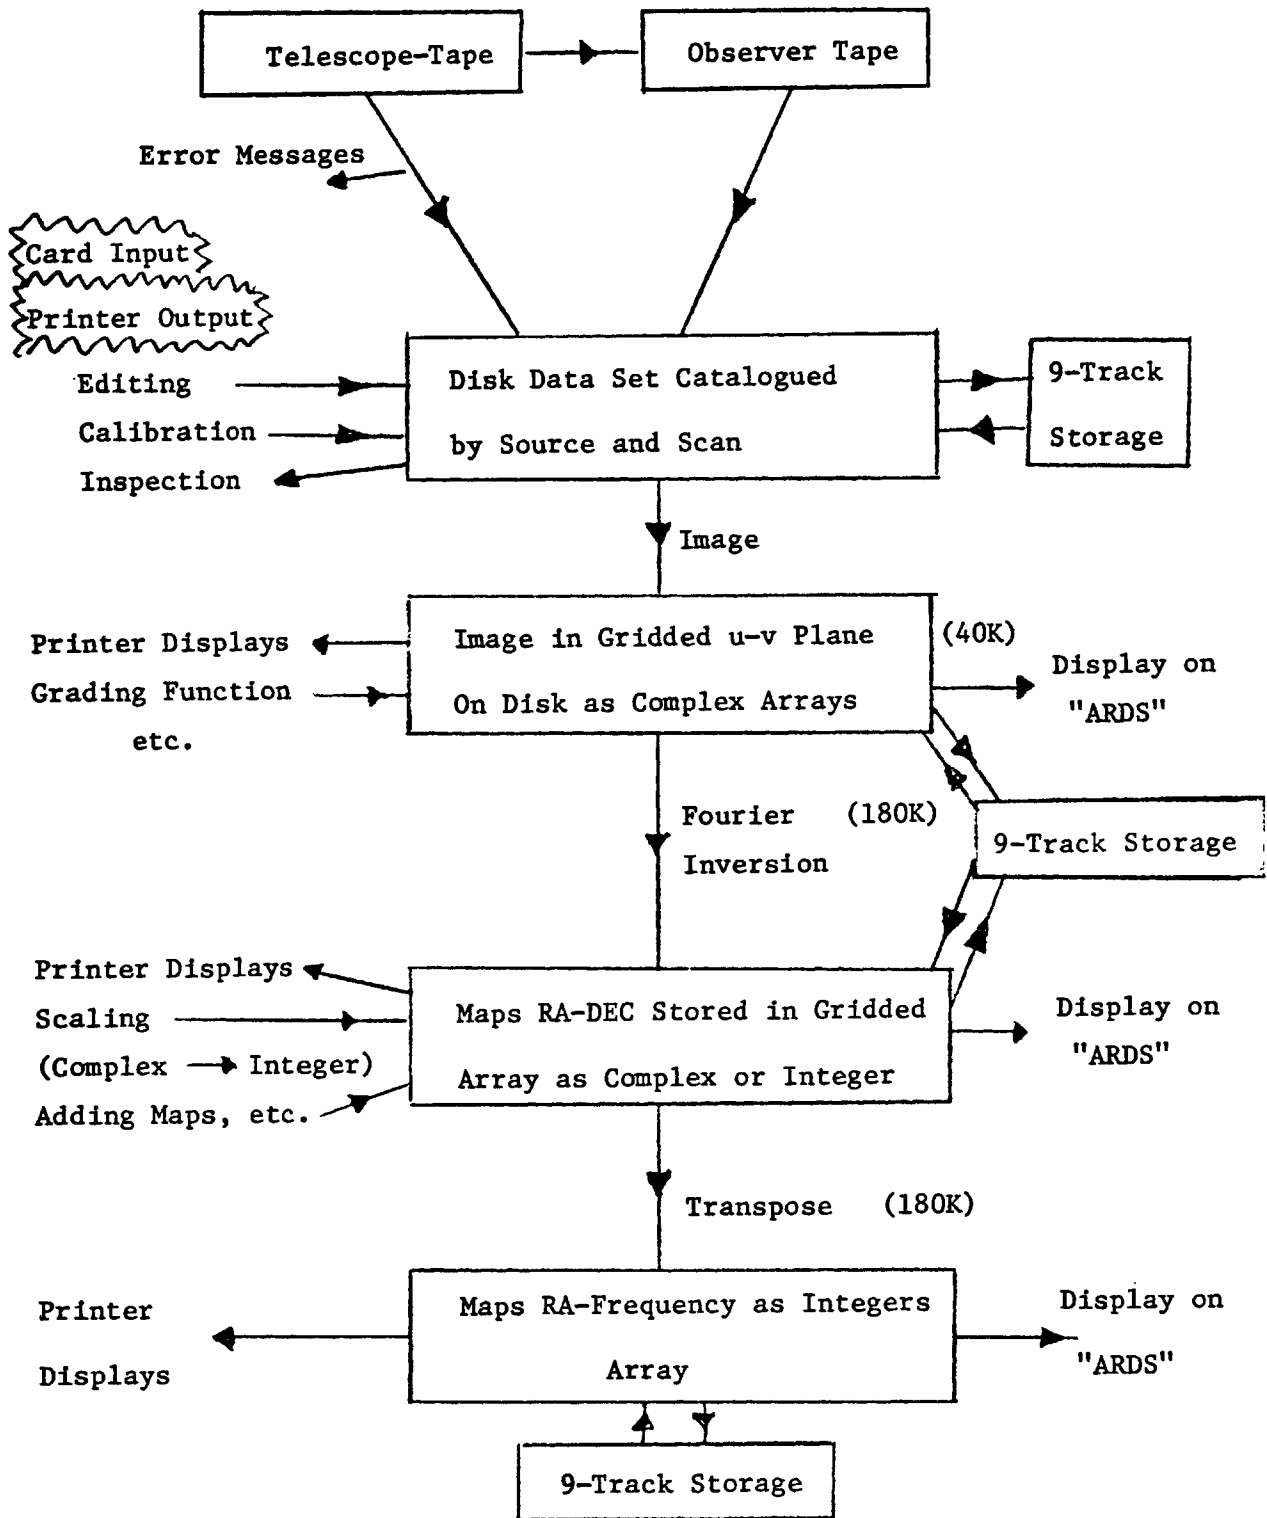 Telescope-Tape
Observer Tape
Error Messages
Card Input
Printer Output
Editing
Calibration
Inspection
Disk Data Set Catalogued
by Source and Scan
9-Track
Storage
Image
Printer Displays
Grading Function
etc.
Image in Gridded u-v Plane
On Disk as Complex Arrays
(40K)
Display on
"ARDS"
Fourier (180K)
Inversion
9-Track Storage
Printer Displays
Scaling
(Complex → Integer)
Adding Maps, etc.
Maps RA-DEC Stored in Gridded
Array as Complex or Integer
Display on
"ARDS"
Transpose (180K)
Printer
Displays
Maps RA-Frequency as Integers
Array
Display on
"ARDS"
9-Track Storage